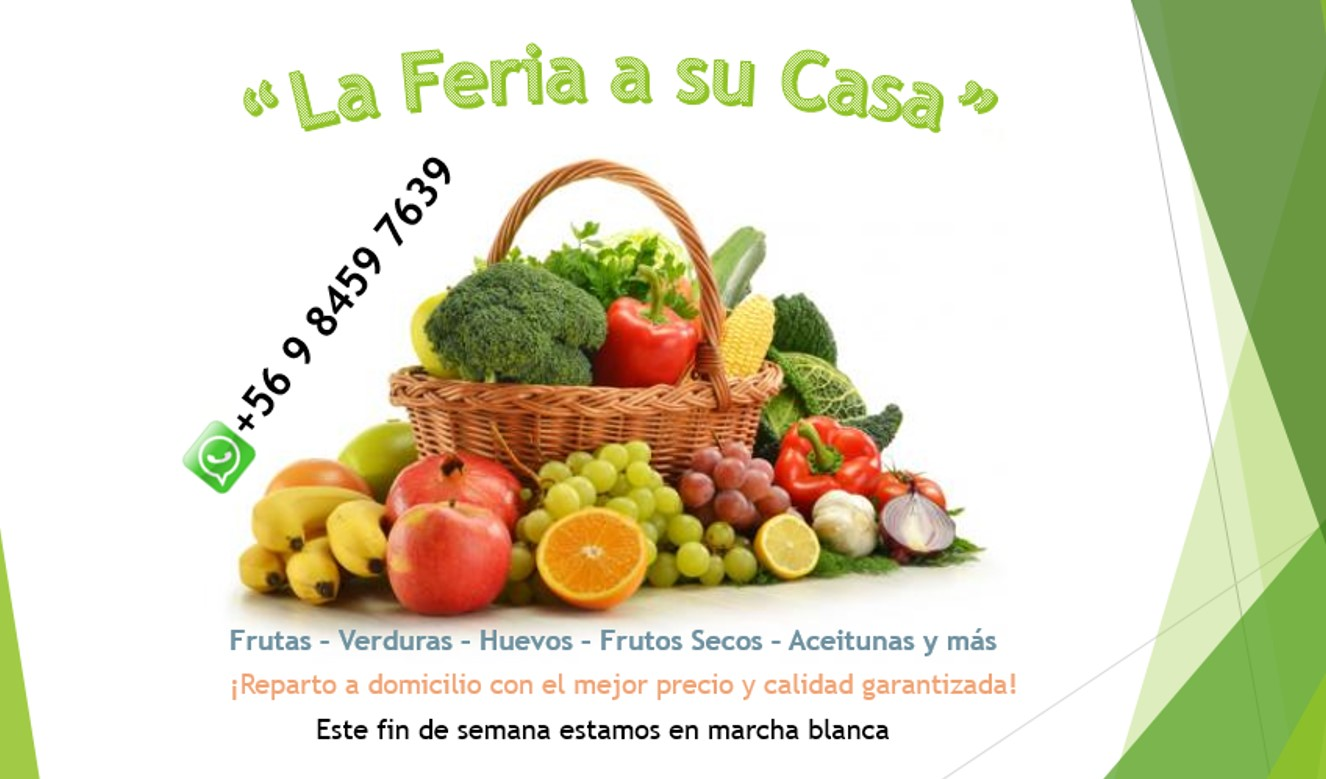 “La Feria a su Casa”
+56 9 8459 7639
Frutas – Verduras – Huevos – Frutos Secos – Aceitunas y más
¡Reparto a domicilio con el mejor precio y calidad garantizada!
Este fin de semana estamos en marcha blanca